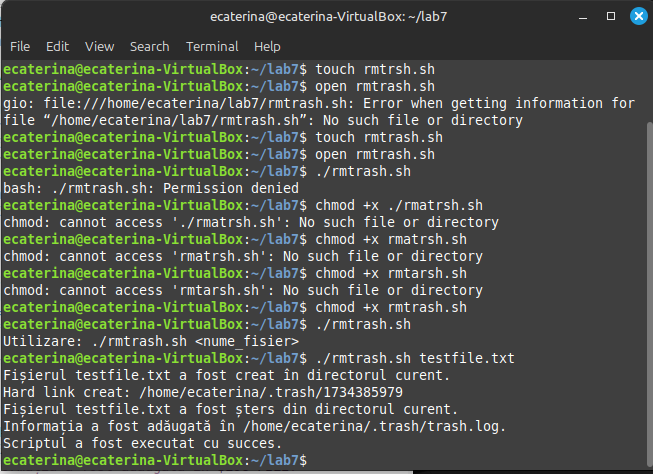 ecaterina@ecaterina-VirtualBox: ~/lab7
File Edit View Search Terminal Help
ecaterina@ecaterina-VirtualBox:~/lab7$ touch rmtrsh.sh
ecaterina@ecaterina-VirtualBox:~/lab7$ open rmtrash.sh
gio: file:///home/ecaterina/lab7/rmtrash.sh: Error when getting information for
file “/home/ecaterina/lab7/rmtrash.sh”: No such file or directory
ecaterina@ecaterina-VirtualBox:~/lab7$ touch rmtrash.sh
ecaterina@ecaterina-VirtualBox:~/lab7$ open rmtrash.sh
ecaterina@ecaterina-VirtualBox:~/lab7$ ./rmtrash.sh
bash: ./rmtrash.sh: Permission denied
ecaterina@ecaterina-VirtualBox:~/lab7$ chmod +x ./rmatrsh.sh
chmod: cannot access './rmatrsh.sh': No such file or directory
ecaterina@ecaterina-VirtualBox:~/lab7$ chmod +x rmatrsh.sh
chmod: cannot access 'rmatrsh.sh': No such file or directory
ecaterina@ecaterina-VirtualBox:~/lab7$ chmod +x rmtarsh.sh
chmod: cannot access 'rmtarsh.sh': No such file or directory
ecaterina@ecaterina-VirtualBox:~/lab7$ chmod +x rmtrash.sh
ecaterina@ecaterina-VirtualBox:~/lab7$ ./rmtrash.sh
Utilizare: ./rmtrash.sh <nume_fisier>
ecaterina@ecaterina-VirtualBox:~/lab7$ ./rmtrash.sh testfile.txt
Fișierul testfile.txt a fost creat în directorul curent.
Hard link creat: /home/ecaterina/.trash/1734385979
Fișierul testfile.txt a fost șters din directorul curent.
Informația a fost adăugată în /home/ecaterina/.trash/trash.log.
Scriptul a fost executat cu succes.
ecaterina@ecaterina-VirtualBox:~/lab7$